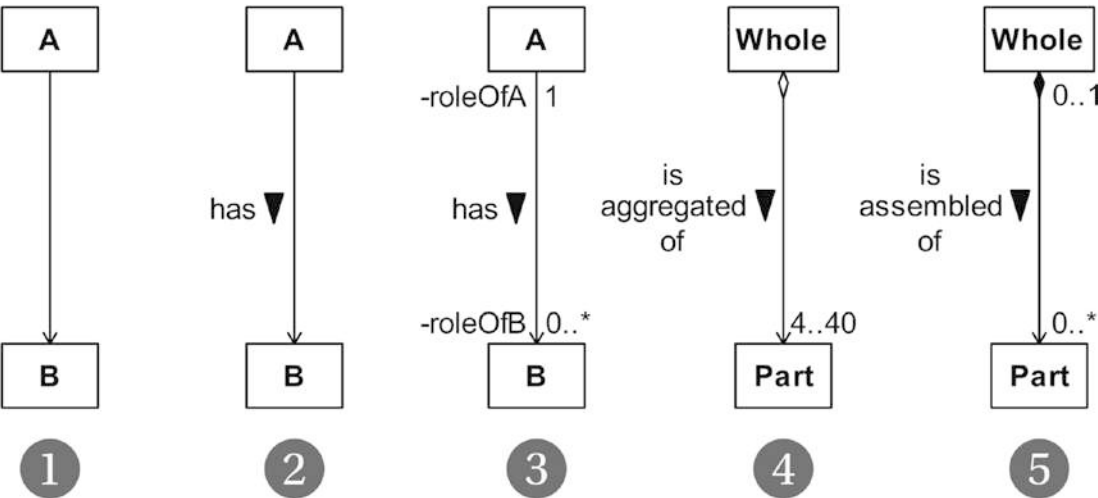 A
A
A
Whole
Whole
-roleOfA 1
0..1
has
has
is
aggregated
of
is
assembled
of
-roleOfB 0..*
4..40
0..*
B
B
B
Part
Part
1
2
3
4
5